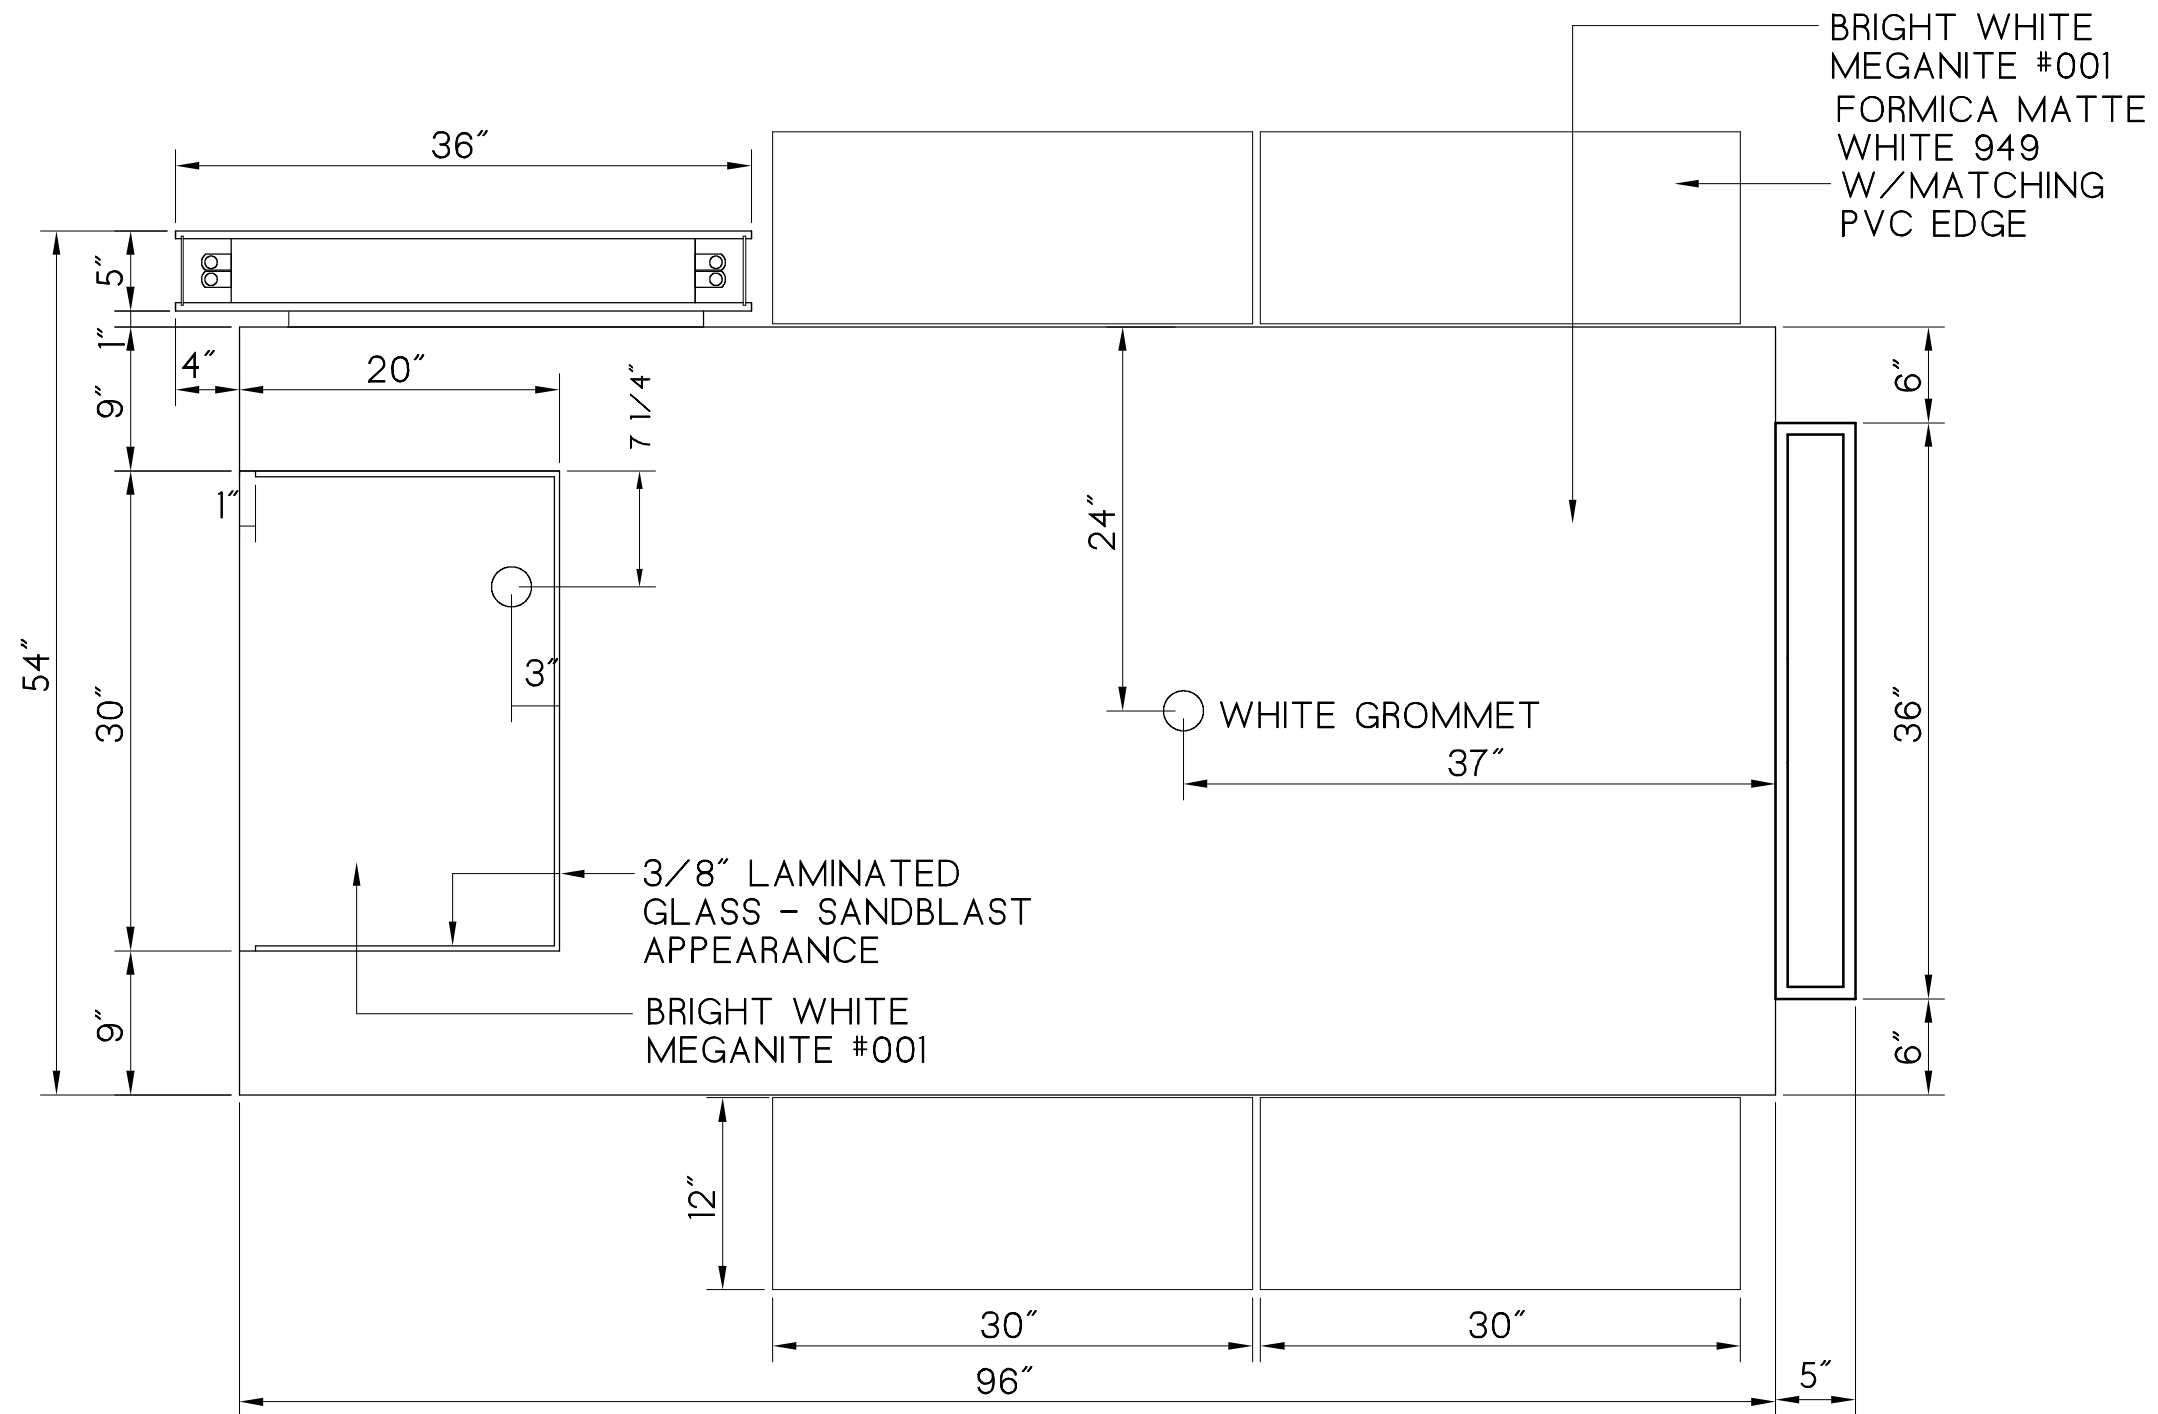 BRIGHT WHITE
MEGANITE #001
FORMICA MATTE
WHITE 949
W/MATCHING
PVC EDGE
36"
5"
1"
4"
20"
9"
7 1/4"
6"
1"
24"
54"
3"
30"
WHITE GROMMET
36"
37"
3/8" LAMINATED
GLASS - SANDBLAST
APPEARANCE
BRIGHT WHITE
MEGANITE #001
9"
6"
12"
30"
30"
96"
5"